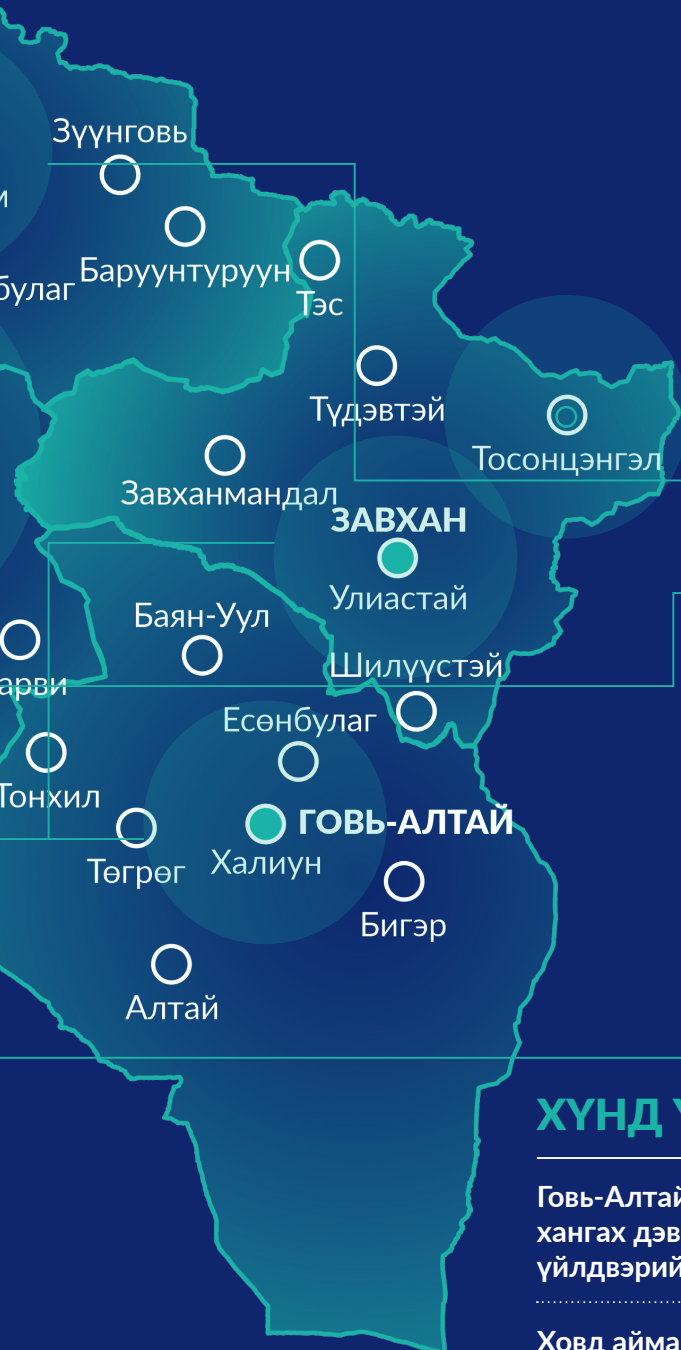 Зүүнговь
Баруунтуруун
булаг
Тэс
Түдэвтэй
Тосонцэнгэл
Завханмандал
ЗАВХАН
Улиастай
Баян-Уул
Шилүүстэй
арви
Есөнбулаг
Тонхил
ГОВЬ-АЛТАЙ
Төгрөг
Халиун
Бигэр
Алтай
ХҮНД
Говь-Алтай
хангах дэв
үйлдвэрий
Ховд айма